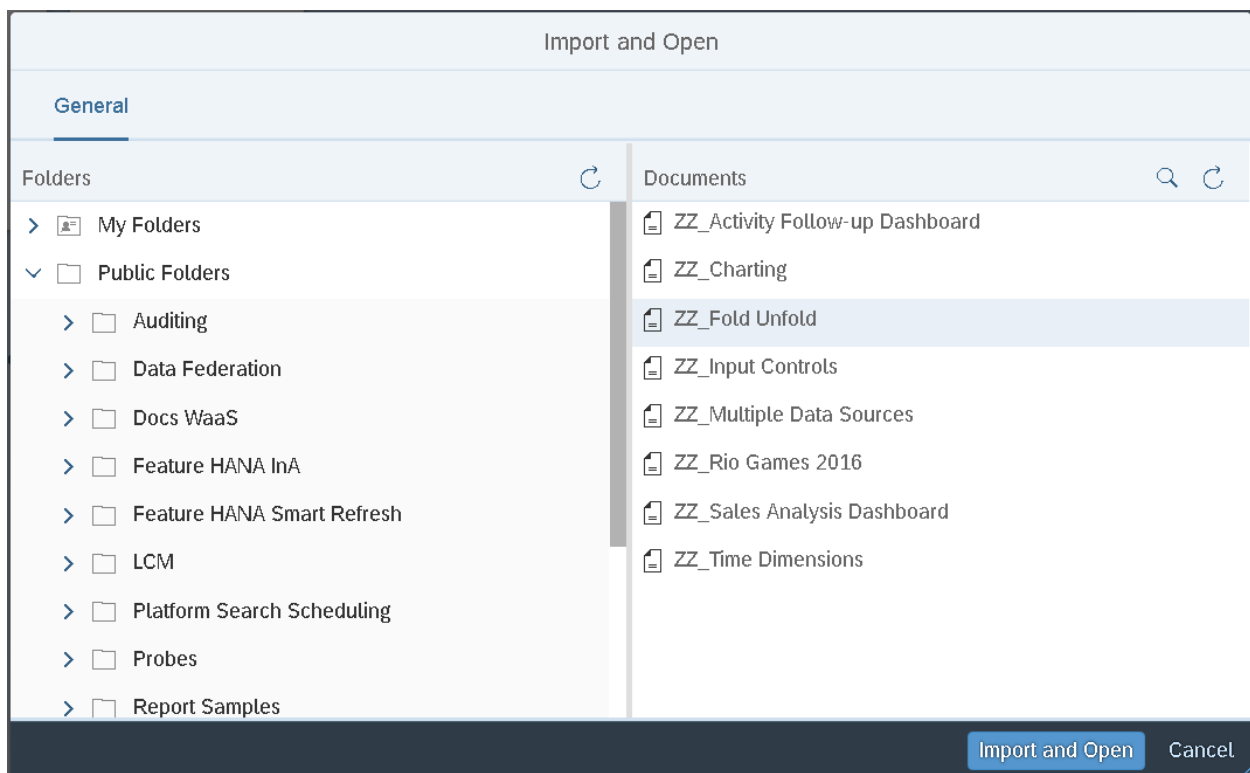 Import and Open
General
Folders
My Folders
Public Folders
Auditing
Data Federation
Docs WaaS
Feature HANA InA
Feature HANA Smart Refresh
LCM
Platform Search Scheduling
Probes
Report Samples
Documents
ZZ_Activity Follow-up Dashboard
ZZ_Charting
ZZ_Fold Unfold
ZZ_Input Controls
ZZ_Multiple Data Sources
ZZ_Rio Games 2016
ZZ_Sales Analysis Dashboard
ZZ_Time Dimensions
Import and Open
Cancel